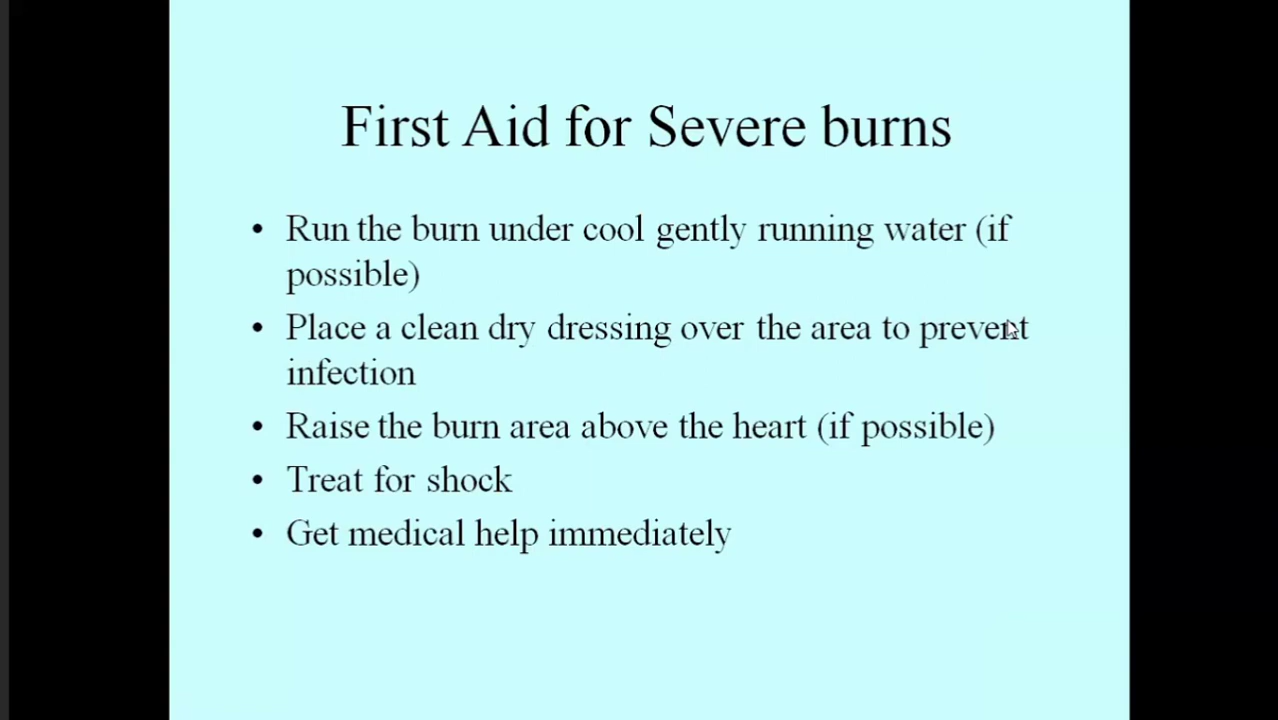 First Aid for Severe burns
• Run the burn under cool gently running water (if
possible)
• Place a clean dry dressing over the area to prevent
infection
• Raise the burn area above the heart (if possible)
• Treat for shock
• Get medical help immediately